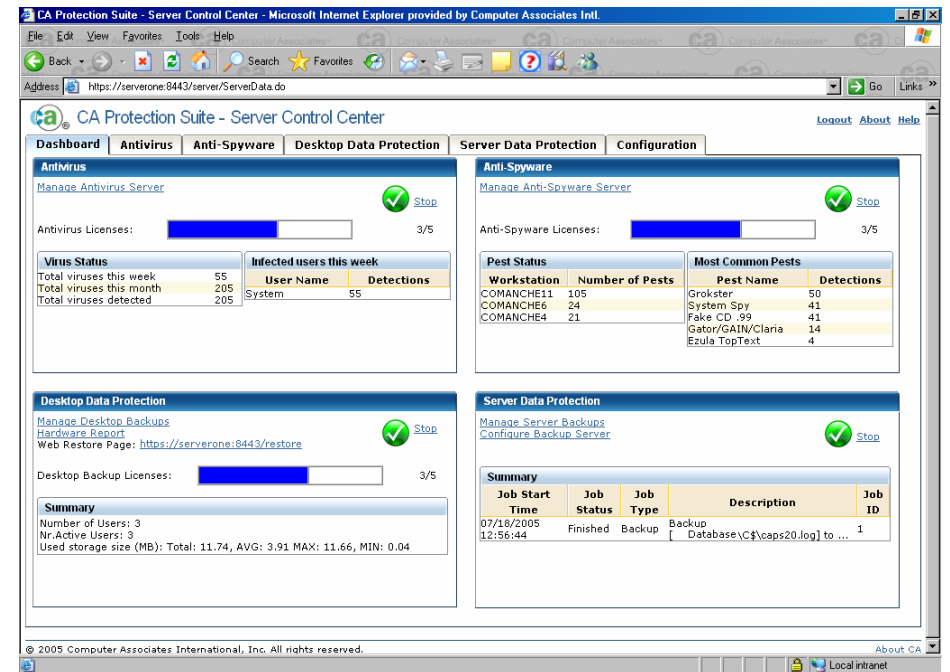 CA Protection Suite - Server Control Center - Microsoft Internet Explorer provided by Computer Associates Intl.
File Edit View Favorites Tools Help
Back Search Favorites
Address https://serverone:8443/server/ServerData.do Go Links »
ca® CA Protection Suite - Server Control Center Logout About Help
Dashboard Antivirus Anti-Spyware Desktop Data Protection Server Data Protection Configuration
Antivirus
Manage Antivirus Server
Stop
Antivirus Licenses: 3/5
Virus Status
Total viruses this week 55
Total viruses this month 205
Total viruses detected 205
Infected users this week
User Name Detections
System 55
Anti-Spyware
Manage Anti-Spyware Server
Stop
Anti-Spyware Licenses: 3/5
Pest Status
Workstation Number of Pests
COMANCHE11 105
COMANCHE6 24
COMANCHE4 21
Most Common Pests
Pest Name Detections
Grokster 50
System Spy 41
Fake CD .99 41
Gator/GAIN/Claria 14
Ezula TopText 4
Desktop Data Protection
Manage Desktop Backups
Hardware Report
Web Restore Page: https://serverone:8443/restore
Stop
Desktop Backup Licenses: 3/5
Summary
Number of Users: 3
Nr.Active Users: 3
Used storage size (MB): Total: 11.74, AVG: 3.91 MAX: 11.66, MIN: 0.04
Server Data Protection
Manage Server Backups
Configure Backup Server
Stop
Summary
Job Start Time Job Status Job Type Description Job ID
07/18/2005 12:56:44 Finished Backup Backup [ Database\C$\caps20.log] to ... 1
© 2005 Computer Associates International, Inc. All rights reserved. About CA
Local intranet